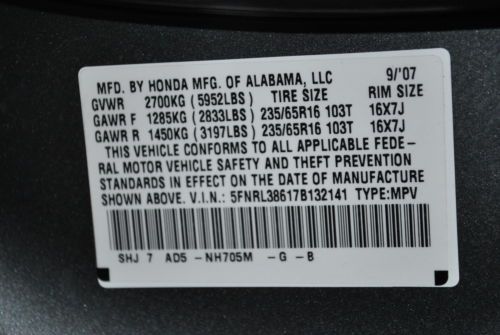 MFD. BY HONDA MFG. OF ALABAMA, LLC 9/'07
GVWR 2700KG (5952LBS) TIRE SIZE RIM SIZE
GAWR F 1285KG (2833LBS) 235/65R16 103T 16X7J
GAWR R 1450KG (3197LBS) 235/65R16 103T 16X7J
THIS VEHICLE CONFORMS TO ALL APPLICABLE FEDE-
RAL MOTOR VEHICLE SAFETY AND THEFT PREVENTION
STANDARDS IN EFFECT ON THE DATE OF MANUFACTURE
SHOWN ABOVE. V.I.N.: 5FNRL38617B132141 TYPE:MPV
SHJ 7 AD5 -NH705M -G -B